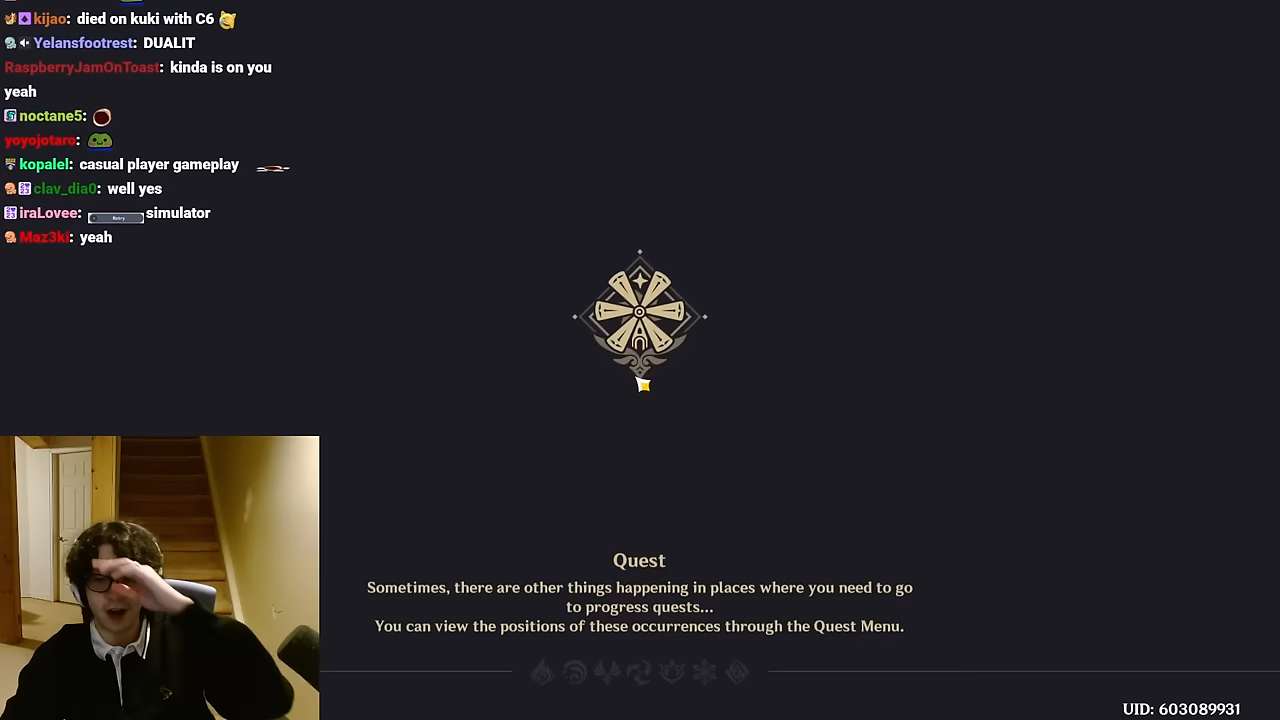 kijao: died on kuki with C6
Yelansfootrest: DUALIT
RaspberryJamOnToast: kinda is on you
yeah
noctane5:
yoyojotaro:
kopalel: casual player gameplay
clav_dia0: well yes
iraLovee: Retry simulator
Maz3ki: yeah
Quest
Sometimes, there are other things happening in places where you need to go
to progress quests...
You can view the positions of these occurrences through the Quest Menu.
UID: 603089931